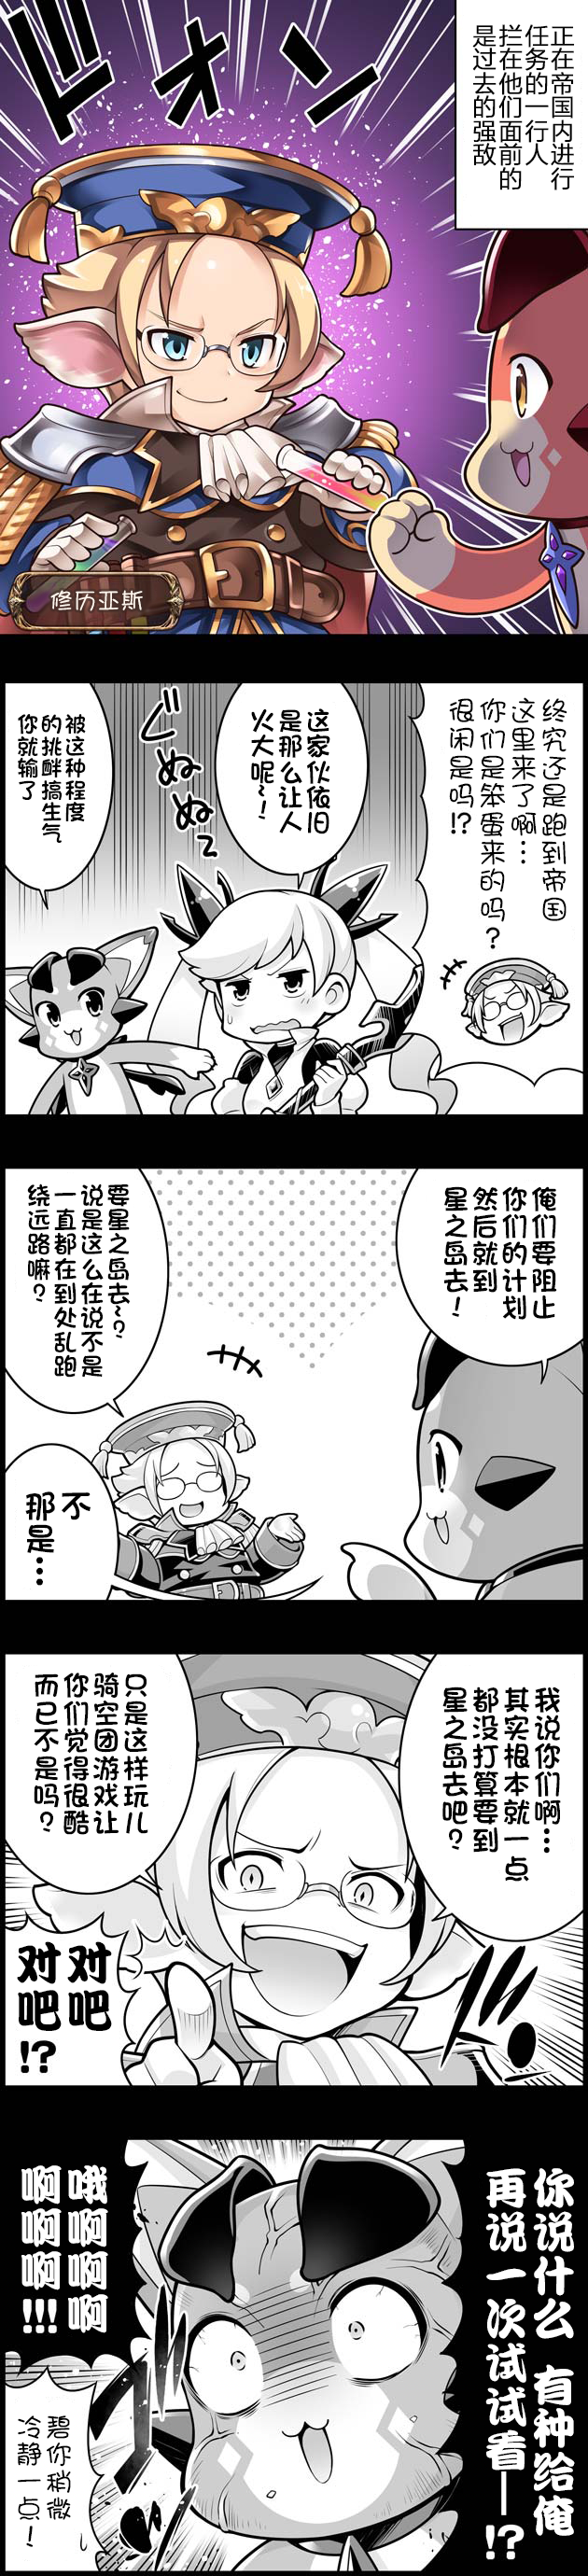 正在帝国内进行
任务的一行人
拦在他们面前的
是过去的强敌
ドォン
修历亚斯
终究还是跑到帝国
这里来了啊…
你们是笨蛋来的吗？
很闲是吗!?
这家伙依旧
是那么让人
火大呢~！
ぐぬぬ
被这种程度
的挑衅搞生气
你就输了
俺们要阻止
你们的计划
然后就到
星之岛去！
要星之岛去~？
说是这么在说不是
一直都在到处乱跑
绕远路嘛？
不
那是…
我说你们啊…
其实根本就一点
都没打算要到
星之岛去吧？
只是这样玩儿
骑空团游戏让
你们觉得很酷
而已不是吗？
对吧
对吧!?
你说什么 有种给俺
再说一次试试看—!?
哦啊啊啊啊
啊啊啊!!!
碧你稍微
冷静一点！